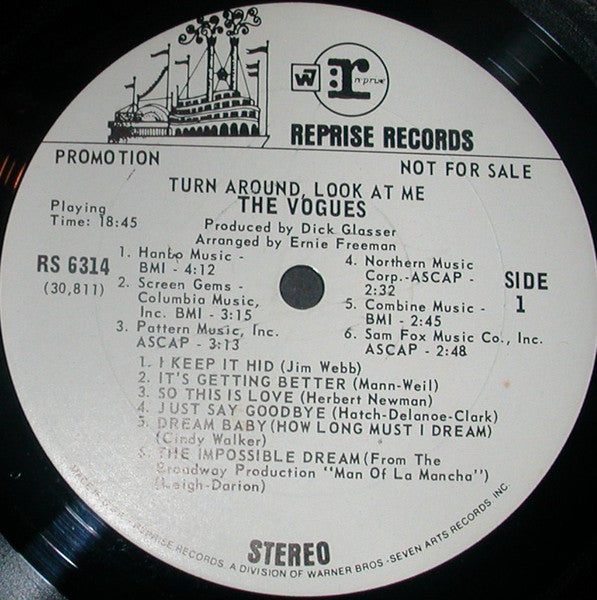 W7
r
reprise
REPRISE RECORDS
PROMOTION
NOT FOR SALE
TURN AROUND, LOOK AT ME
THE VOGUES
Playing
Time: 18:45
Produced by Dick Glasser
Arranged by Ernie Freeman
RS 6314
(30,811)
1. Hanbo Music -
BMI - 4:12
2. Screen Gems -
Columbia Music,
Inc. BMI - 3:15
3. Pattern Music, Inc.
ASCAP - 3:13
4. Northern Music
Corp.-ASCAP -
2:32
5. Combine Music -
BMI - 2:45
6. Sam Fox Music Co., Inc.
ASCAP - 2:48
SIDE
1
1. I KEEP IT HID (Jim Webb)
2. IT'S GETTING BETTER (Mann-Weil)
3. SO THIS IS LOVE (Herbert Newman)
4. JUST SAY GOODBYE (Hatch-Delanoe-Clark)
5. DREAM BABY (HOW LONG MUST I DREAM)
(Cindy Walker)
6. THE IMPOSSIBLE DREAM (From The
Broadway Production "Man Of La Mancha")
(Leigh-Darion)
STEREO
REPRISE RECORDS, A DIVISION OF WARNER BROS.-SEVEN ARTS RECORDS, INC.